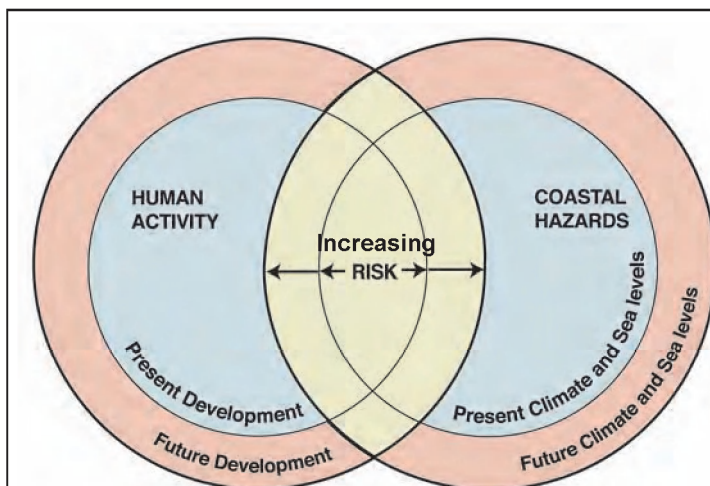 HUMAN
ACTIVITY
COASTAL
HAZARDS
Increasing
RISK
Present Development
Future Development
Present Climate and Sea levels
Future Climate and Sea levels